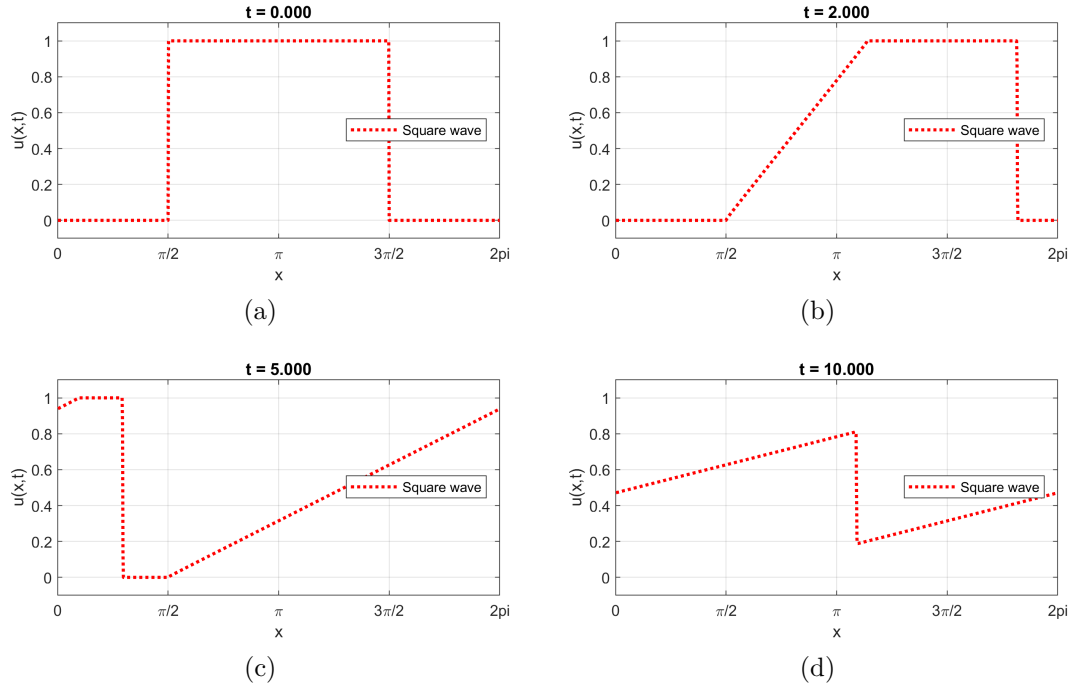 t = 0.000
u(x,t)
1
0.8
0.6
0.4
0.2
0
Square wave
0 π/2 π 3π/2 2pi
x
(a)
t = 2.000
u(x,t)
1
0.8
0.6
0.4
0.2
0
Square wave
0 π/2 π 3π/2 2pi
x
(b)
t = 5.000
u(x,t)
1
0.8
0.6
0.4
0.2
0
Square wave
0 π/2 π 3π/2 2pi
x
(c)
t = 10.000
u(x,t)
1
0.8
0.6
0.4
0.2
0
Square wave
0 π/2 π 3π/2 2pi
x
(d)